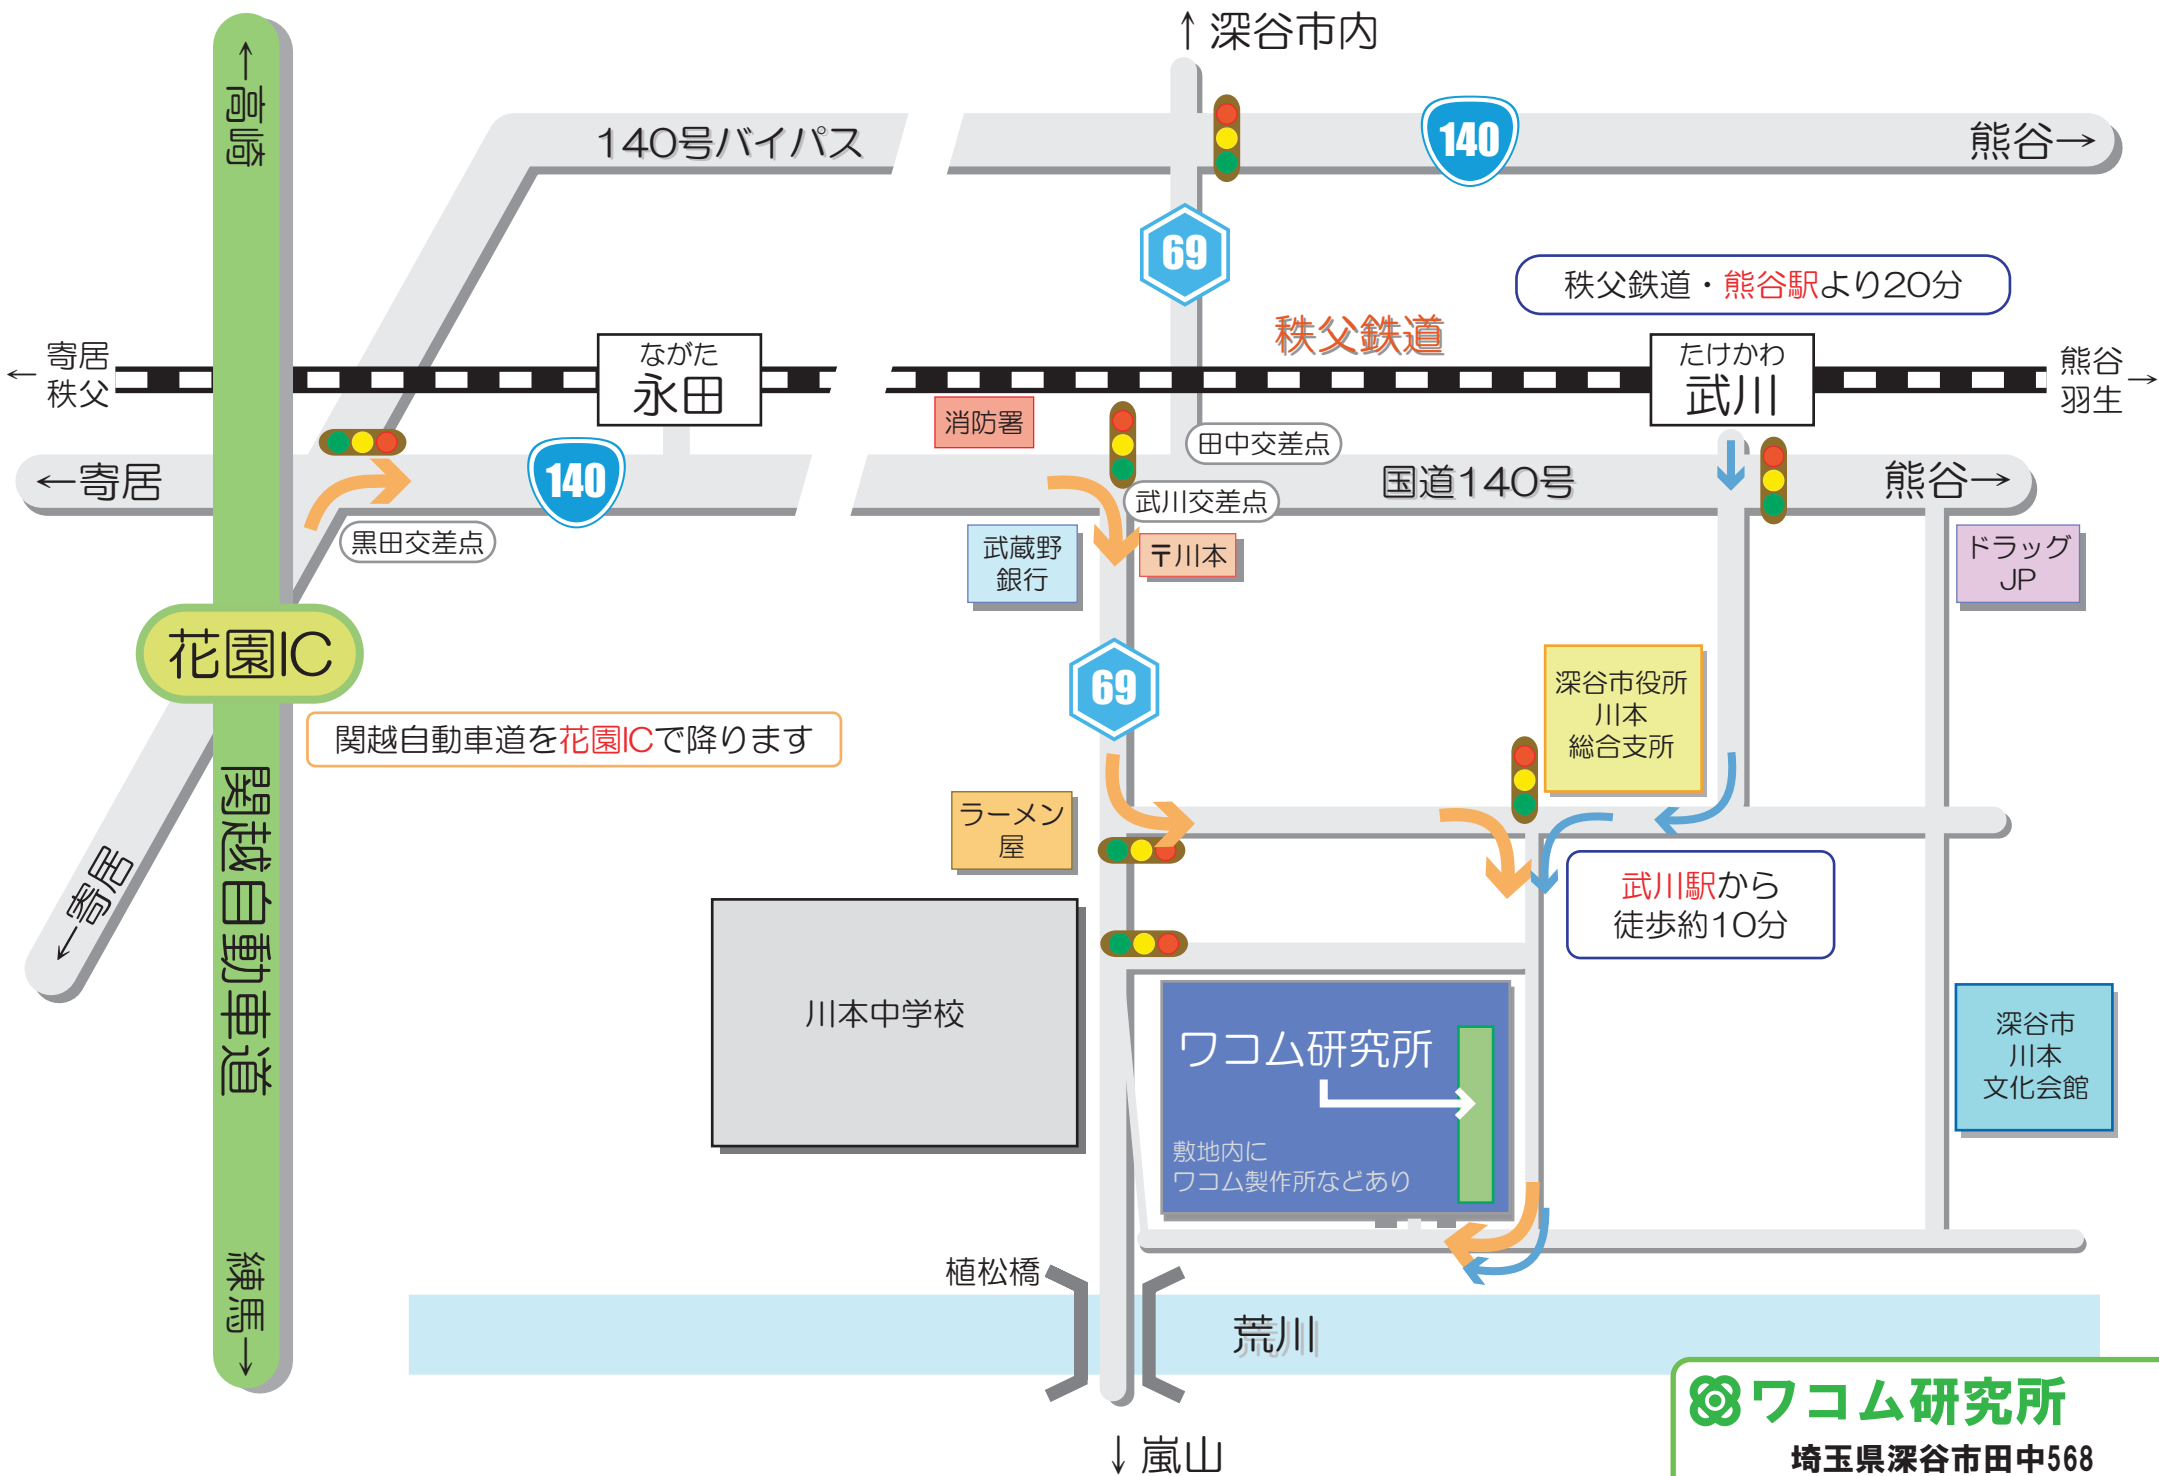 ↑ 深谷市内
←高崎
140号バイパス
140
熊谷→
69
秩父鉄道・熊谷駅より20分
秩父鉄道
← 寄居
秩父
ながた
永田
たけかわ
武川
熊谷
羽生 →
消防署
田中交差点
←寄居
140
国道140号
熊谷→
武川交差点
黒田交差点
武蔵野
銀行
〒川本
ドラッグ
JP
花園IC
69
深谷市役所
川本
総合支所
関越自動車道を花園ICで降ります
関越自動車道
ラーメン
屋
←寄居
武川駅から
徒歩約10分
川本中学校
ワコム研究所
敷地内に
ワコム製作所などあり
深谷市
川本
文化会館
練馬→
植松橋
荒川
ワコム研究所
埼玉県深谷市田中568
↓ 嵐山